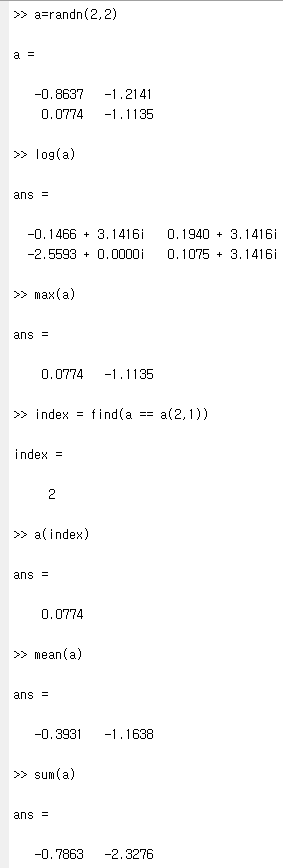 >> a=randn(2,2)
a =
-0.8637 -1.2141
0.0774 -1.1135
>> log(a)
ans =
-0.1466 + 3.1416i 0.1940 + 3.1416i
-2.5593 + 0.0000i 0.1075 + 3.1416i
>> max(a)
ans =
0.0774 -1.1135
>> index = find(a == a(2,1))
index =
2
>> a(index)
ans =
0.0774
>> mean(a)
ans =
-0.3931 -1.1638
>> sum(a)
ans =
-0.7863 -2.3276